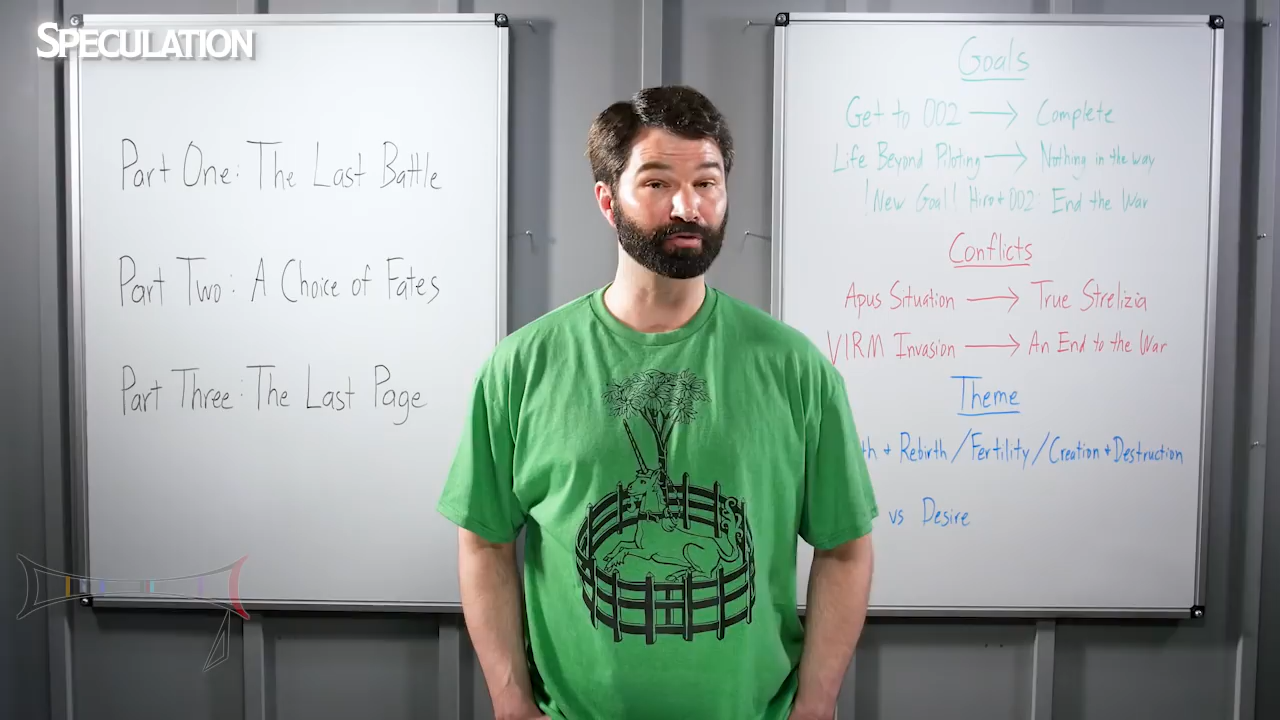 SPECULATION
Part One: The Last Battle
Part Two: A Choice of Fates
Part Three: The Last Page
Goals
Get to 002 → Complete
Life Beyond Piloting → Nothing in the way
!New Goal! Hiro + 002: End the War
Conflicts
Apus Situation → True Strelizia
VIRM Invasion → An End to the War
Theme
th + Rebirth / Fertility / Creation + Destruction
vs Desire